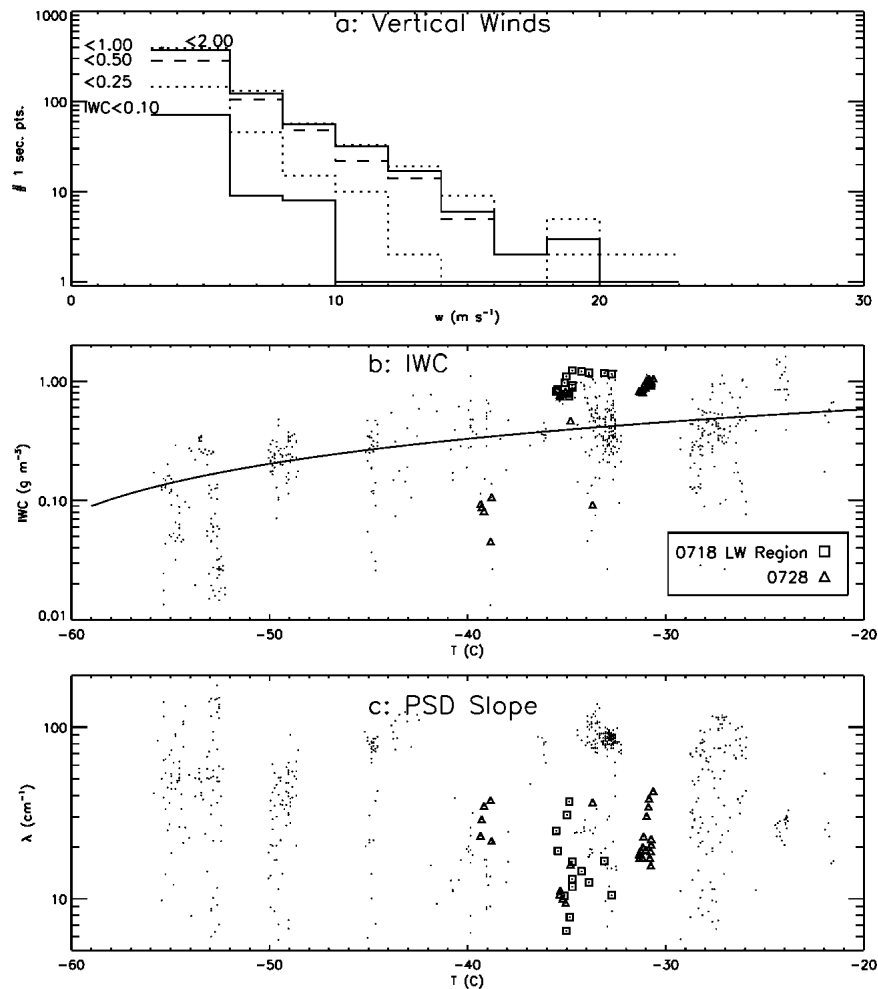 a: Vertical Winds
1000
100
10
1
# 1 sec. pts.
<1.00
<2.00
<0.50
<0.25
IWC<0.10
0
10
20
30
w (m s⁻¹)
b: IWC
1.00
0.10
0.01
IWC (g m⁻³)
0718 LW Region
0728
-60
-50
-40
-30
-20
T (C)
c: PSD Slope
100
10
λ (cm⁻¹)
-60
-50
-40
-30
-20
T (C)